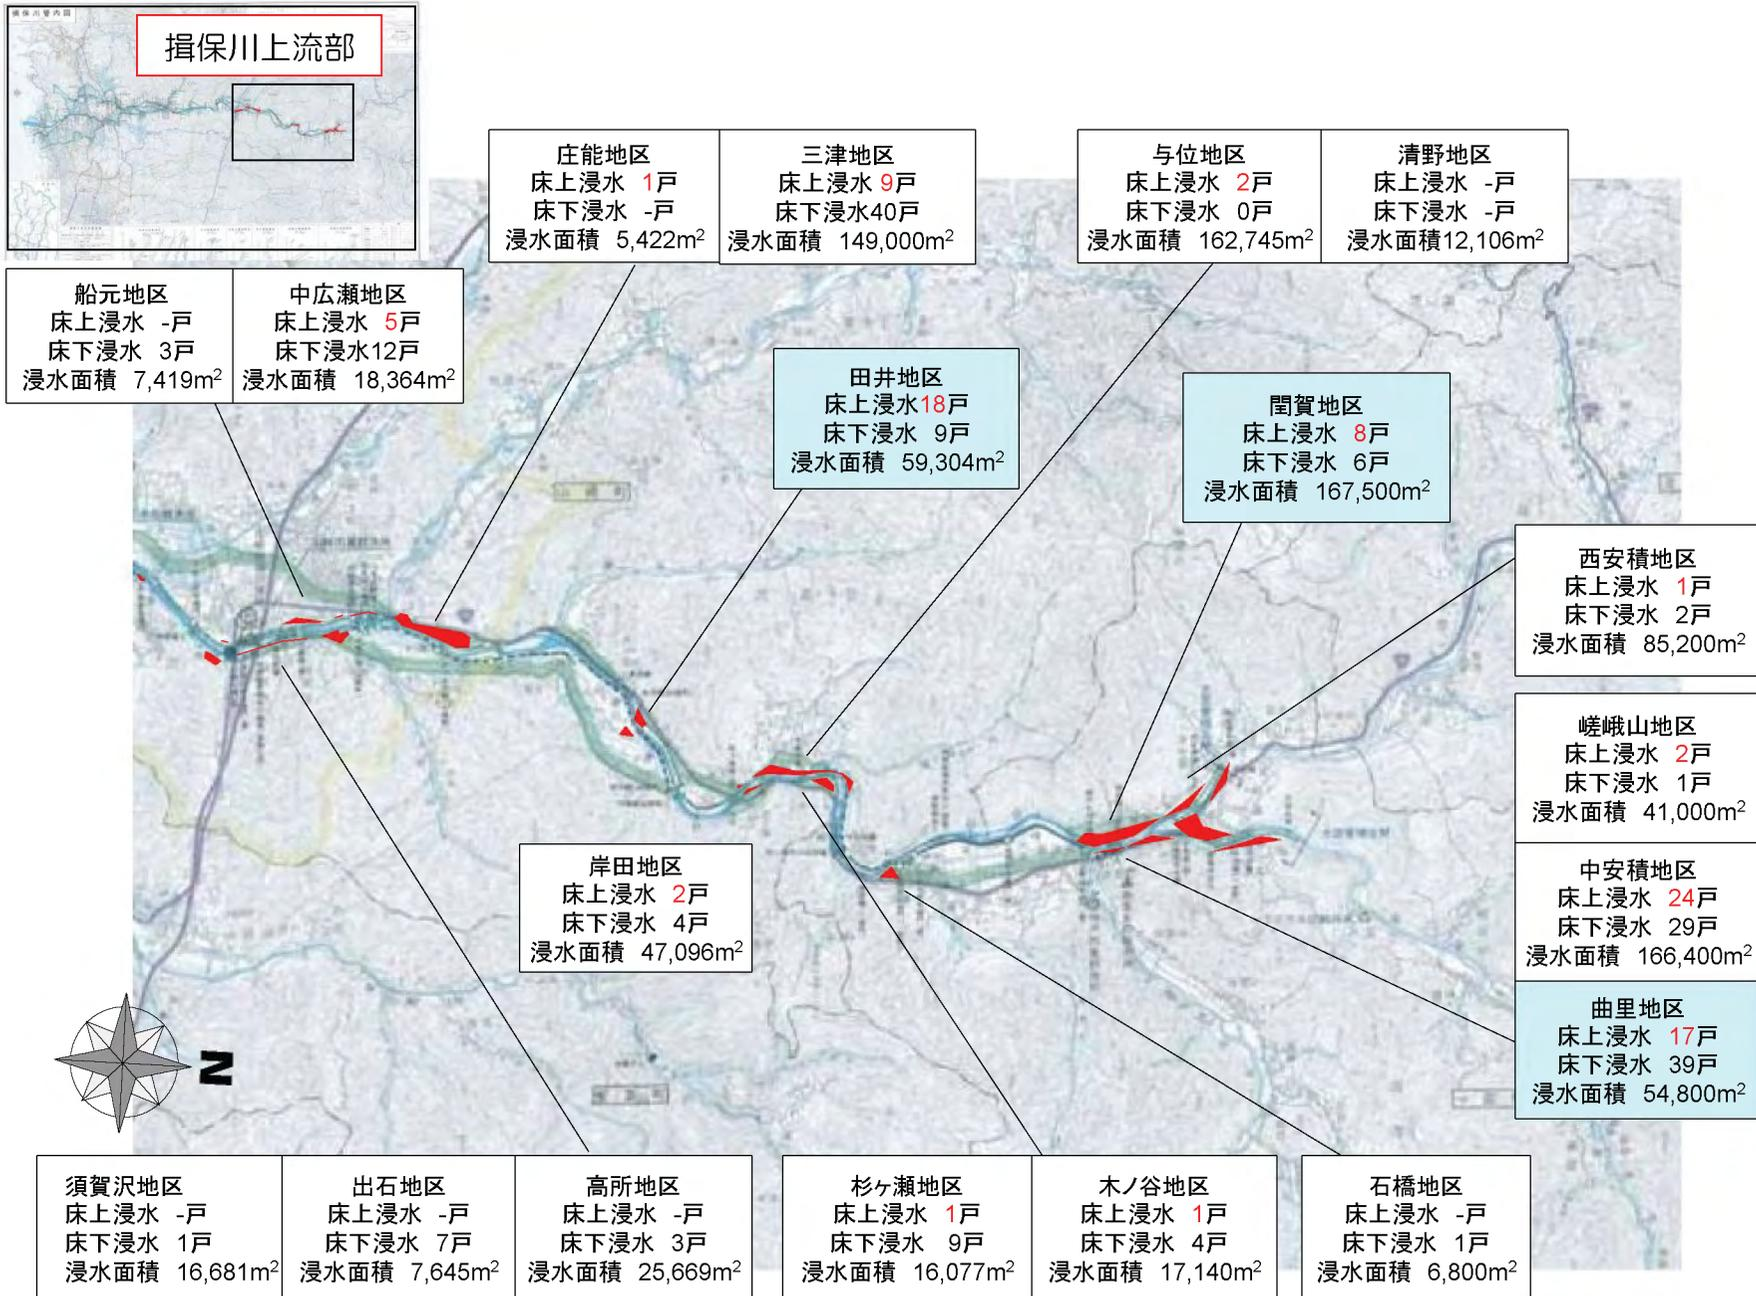 揖保川管内図
揖保川上流部
船元地区
床上浸水 -戸
床下浸水 3戸
浸水面積 7,419m²
中広瀬地区
床上浸水 5戸
床下浸水12戸
浸水面積 18,364m²
庄能地区
床上浸水 1戸
床下浸水 -戸
浸水面積 5,422m²
三津地区
床上浸水 9戸
床下浸水40戸
浸水面積 149,000m²
与位地区
床上浸水 2戸
床下浸水 0戸
浸水面積 162,745m²
清野地区
床上浸水 -戸
床下浸水 -戸
浸水面積12,106m²
田井地区
床上浸水18戸
床下浸水 9戸
浸水面積 59,304m²
閏賀地区
床上浸水 8戸
床下浸水 6戸
浸水面積 167,500m²
西安積地区
床上浸水 1戸
床下浸水 2戸
浸水面積 85,200m²
嵯峨山地区
床上浸水 2戸
床下浸水 1戸
浸水面積 41,000m²
中安積地区
床上浸水 24戸
床下浸水 29戸
浸水面積 166,400m²
曲里地区
床上浸水 17戸
床下浸水 39戸
浸水面積 54,800m²
岸田地区
床上浸水 2戸
床下浸水 4戸
浸水面積 47,096m²
N
須賀沢地区
床上浸水 -戸
床下浸水 1戸
浸水面積 16,681m²
出石地区
床上浸水 -戸
床下浸水 7戸
浸水面積 7,645m²
高所地区
床上浸水 -戸
床下浸水 3戸
浸水面積 25,669m²
杉ヶ瀬地区
床上浸水 1戸
床下浸水 9戸
浸水面積 16,077m²
木ノ谷地区
床上浸水 1戸
床下浸水 4戸
浸水面積 17,140m²
石橋地区
床上浸水 -戸
床下浸水 1戸
浸水面積 6,800m²